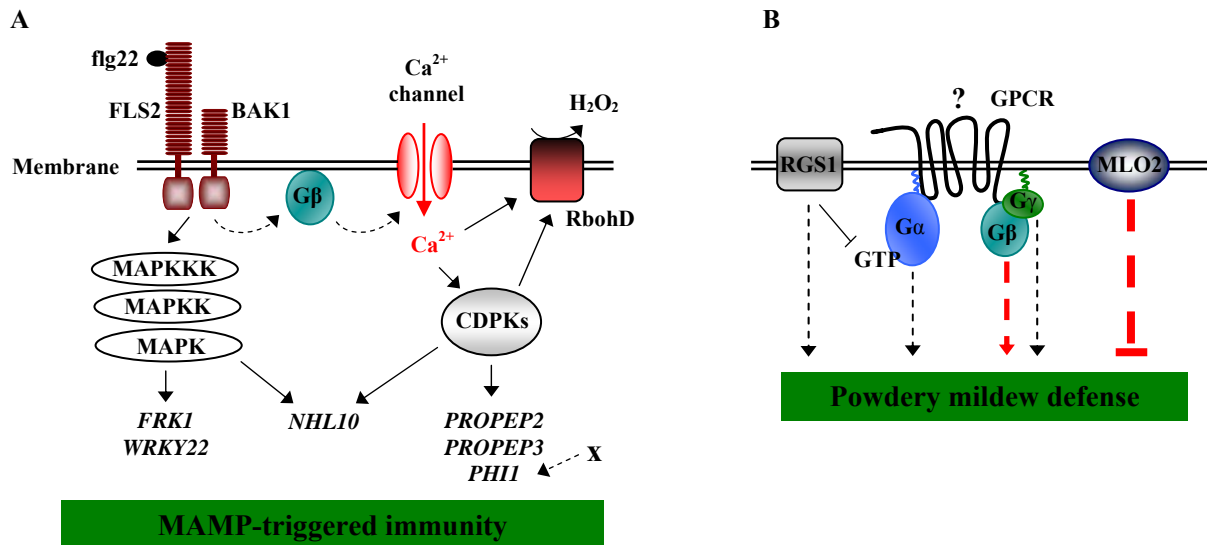 A
flg22
FLS2
BAK1
Ca²⁺
channel
H₂O₂
Membrane
Gβ
RbohD
Ca²⁺
MAPKKK
MAPKK
MAPK
CDPKs
FRK1
WRKY22
NHL10
PROPEP2
PROPEP3
PHI1
x
MAMP-triggered immunity
B
?
GPCR
RGS1
MLO2
Gα
Gγ
Gβ
GTP
Powdery mildew defense